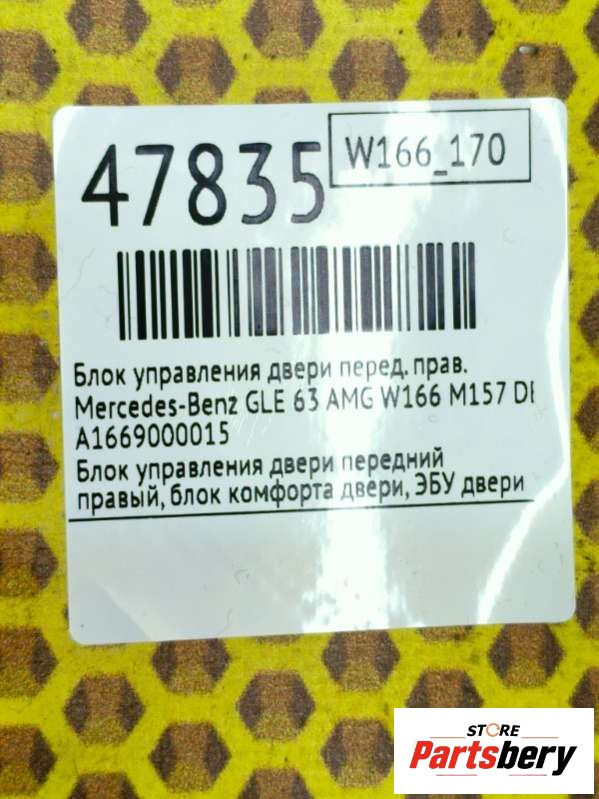 47835
W166_170
Блок управления двери перед. прав.
Mercedes-Benz GLE 63 AMG W166 M157 DE
A1669000015
Блок управления двери передний
правый, блок комфорта двери, ЭБУ двери
STORE
Partsbery